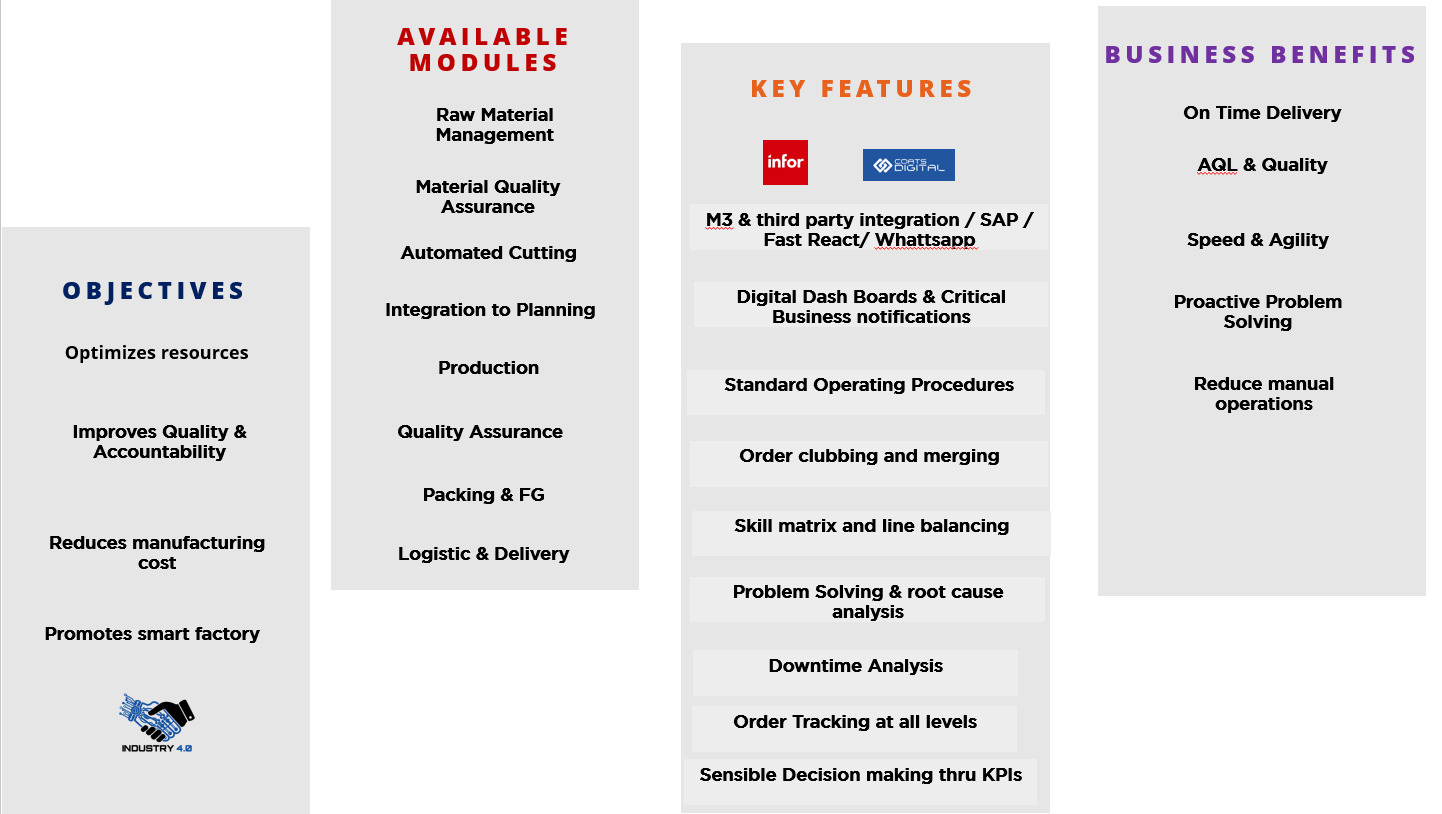 OBJECTIVES
Optimizes resources
Improves Quality &
Accountability
Reduces manufacturing
cost
Promotes smart factory
INDUSTRY 4.0
AVAILABLE
MODULES
Raw Material
Management
Material Quality
Assurance
Automated Cutting
Integration to Planning
Production
Quality Assurance
Packing & FG
Logistic & Delivery
KEY FEATURES
infor
COATS
DIGITAL
M3 & third party integration / SAP /
Fast React/ Whattsapp
Digital Dash Boards & Critical
Business notifications
Standard Operating Procedures
Order clubbing and merging
Skill matrix and line balancing
Problem Solving & root cause
analysis
Downtime Analysis
Order Tracking at all levels
Sensible Decision making thru KPIs
BUSINESS BENEFITS
On Time Delivery
AQL & Quality
Speed & Agility
Proactive Problem
Solving
Reduce manual
operations